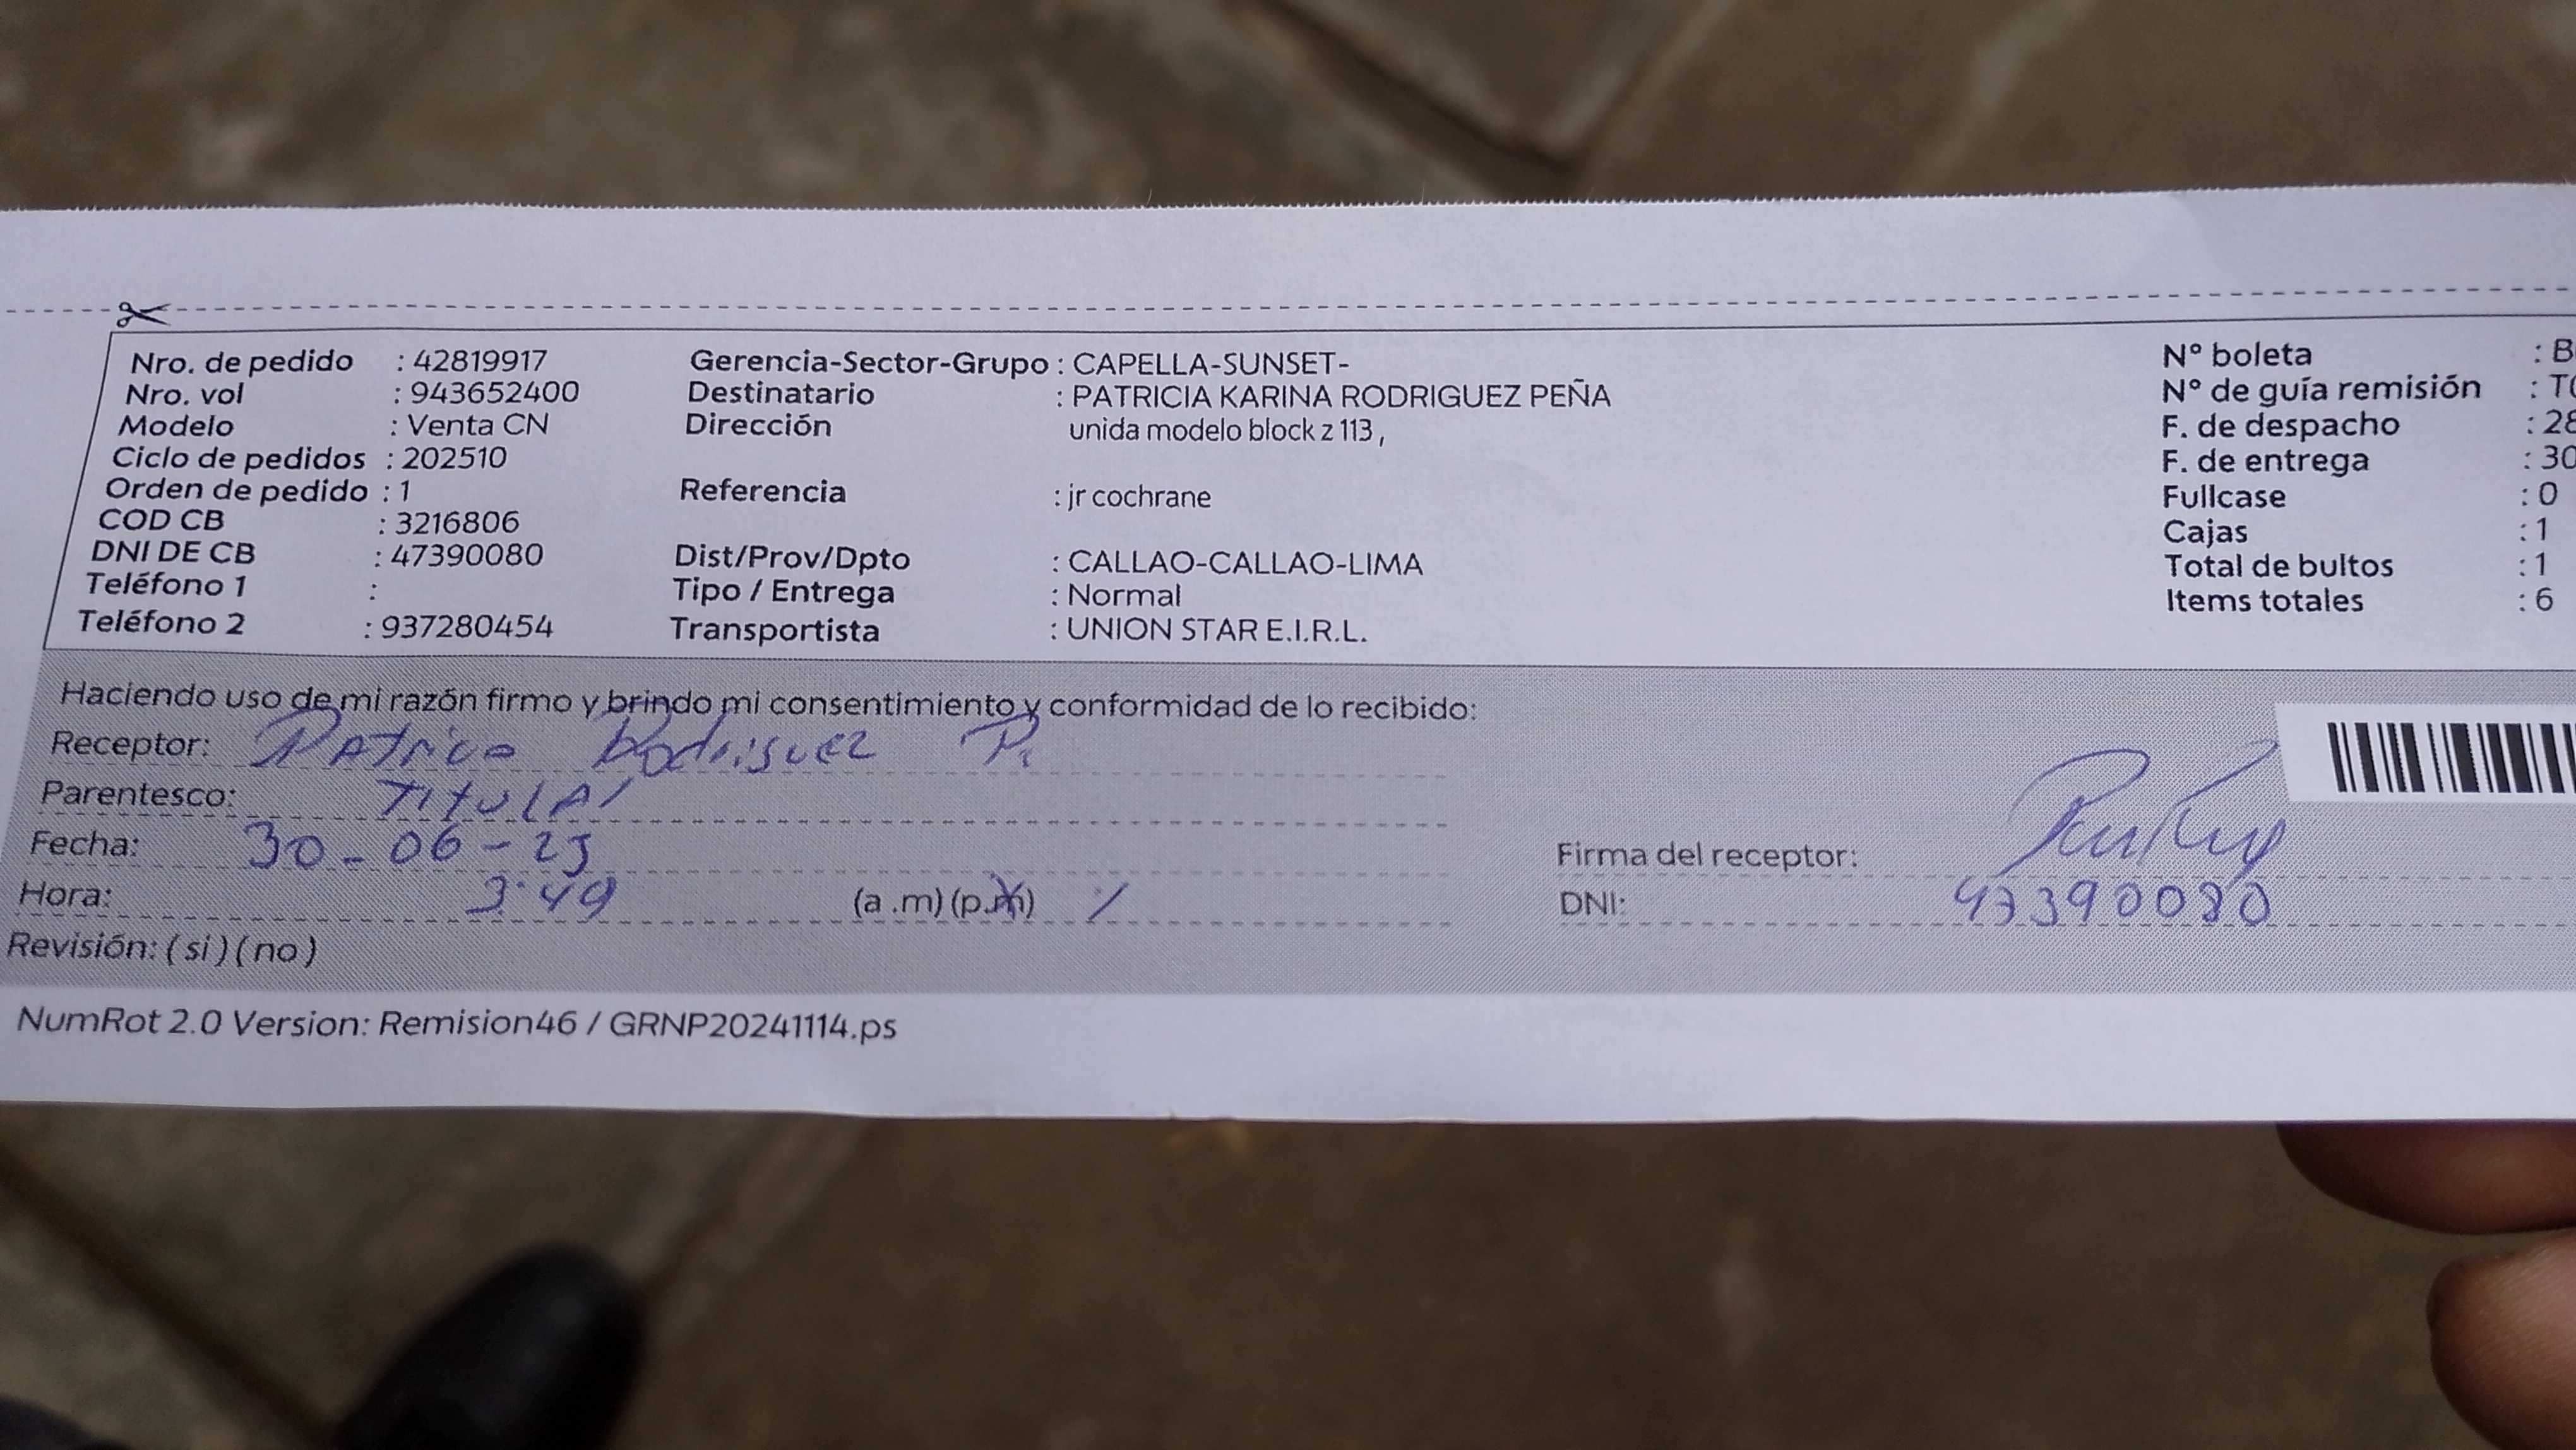 Nro. de pedido : 42819917
Nro. vol : 943652400
Modelo : Venta CN
Ciclo de pedidos : 202510
Orden de pedido : 1
COD CB : 3216806
DNI DE CB : 47390080
Teléfono 1 :
Teléfono 2 : 937280454
Gerencia-Sector-Grupo : CAPELLA-SUNSET-
Destinatario : PATRICIA KARINA RODRIGUEZ PEÑA
Dirección unida modelo block z 113 ,
Referencia : jr cochrane
Dist/Prov/Dpto : CALLAO-CALLAO-LIMA
Tipo / Entrega : Normal
Transportista : UNION STAR E.I.R.L.
N° boleta : B
N° de guía remisión : T
F. de despacho : 28
F. de entrega : 30
Fullcase : 0
Cajas : 1
Total de bultos : 1
Items totales : 6
Haciendo uso de mi razón firmo y brindo mi consentimiento y conformidad de lo recibido:
Receptor: Patricia Rodriguez P.
Parentesco: TITULAR
Fecha: 30-06-25
Hora: 3:49 (a .m) (p.m)
Revisión: ( si ) ( no )
Firma del receptor:
DNI: 47390080
NumRot 2.0 Version: Remision46 / GRNP20241114.ps